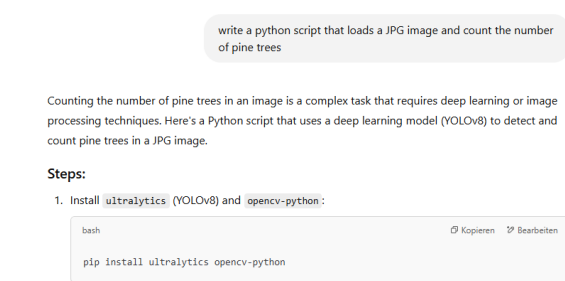 write a python script that loads a JPG image and count the number
of pine trees
Counting the number of pine trees in an image is a complex task that requires deep learning or image
processing techniques. Here's a Python script that uses a deep learning model (YOLOv8) to detect and
count pine trees in a JPG image.
Steps:
1. Install ultralytics (YOLOv8) and opencv-python:
bash Kopieren Bearbeiten
pip install ultralytics opencv-python